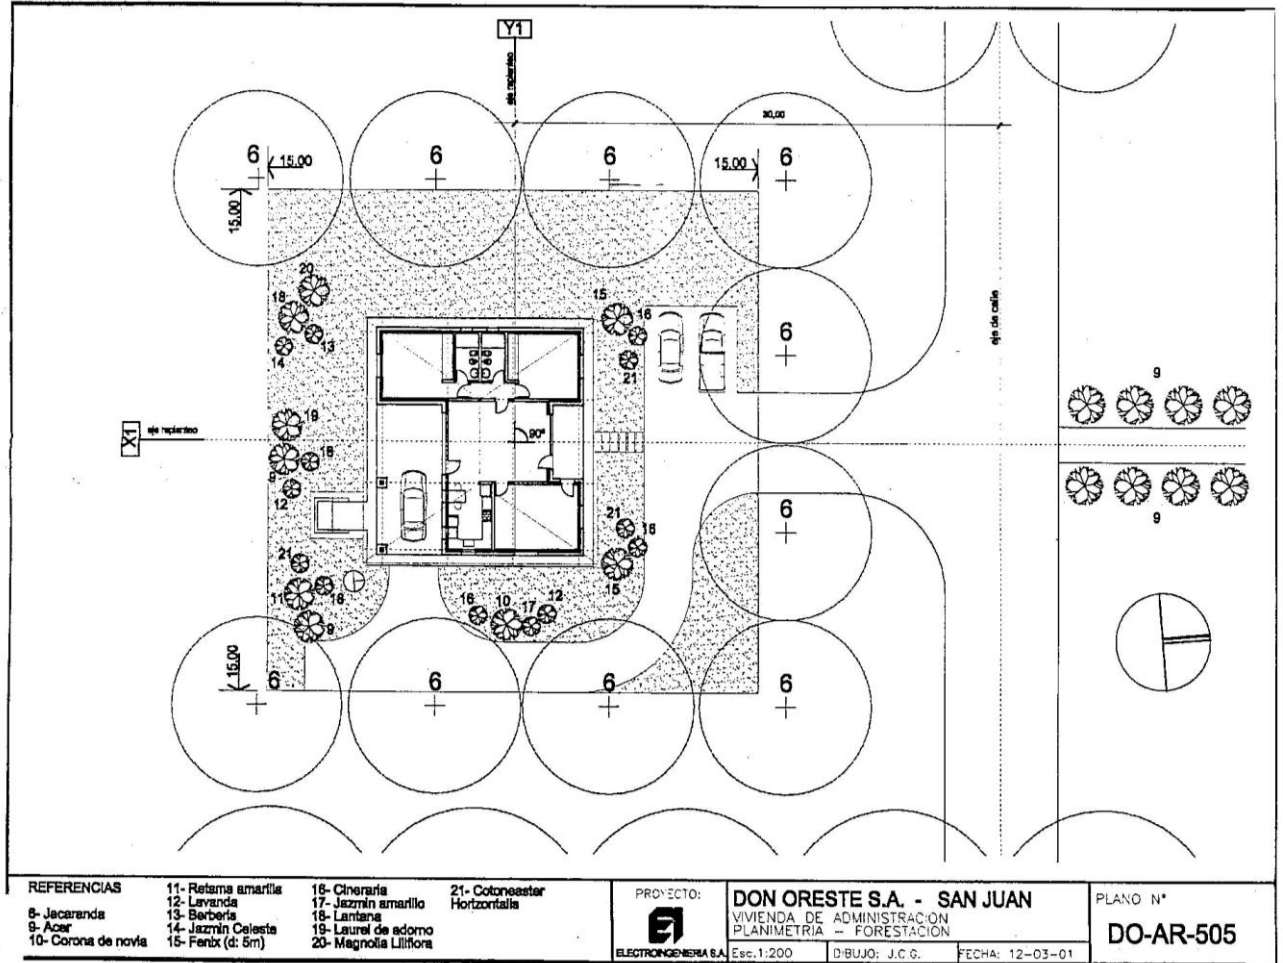 Y1
eje replanteo
30,00
6
15.00
6
6
15.00
6
15.00
20
18
13
14
15
16
21
6
eje de calle
9
19
X1
eje replanteo
90º
18
9
12
9
21
16
15
6
21
11
18
9
16
10
17
12
15.00
6
6
6
6
REFERENCIAS
6- Jacaranda
9- Acer
10- Corona de novia
11- Retama amarilla
12- Lavanda
13- Berberis
14- Jazmin Celeste
15- Fenix (d: 5m)
16- Cineraria
17- Jazmin amarillo
18- Lantana
19- Laurel de adorno
20- Magnolia Liliflora
21- Cotoneaster
Horizontalis
PROYECTO:
EI
ELECTROINGENIERIA S.A.
DON ORESTE S.A. - SAN JUAN
VIVIENDA DE ADMINISTRACION
PLANIMETRIA - FORESTACION
Esc.1:200
DIBUJO: J.C.G.
FECHA: 12-03-01
PLANO Nº
DO-AR-505